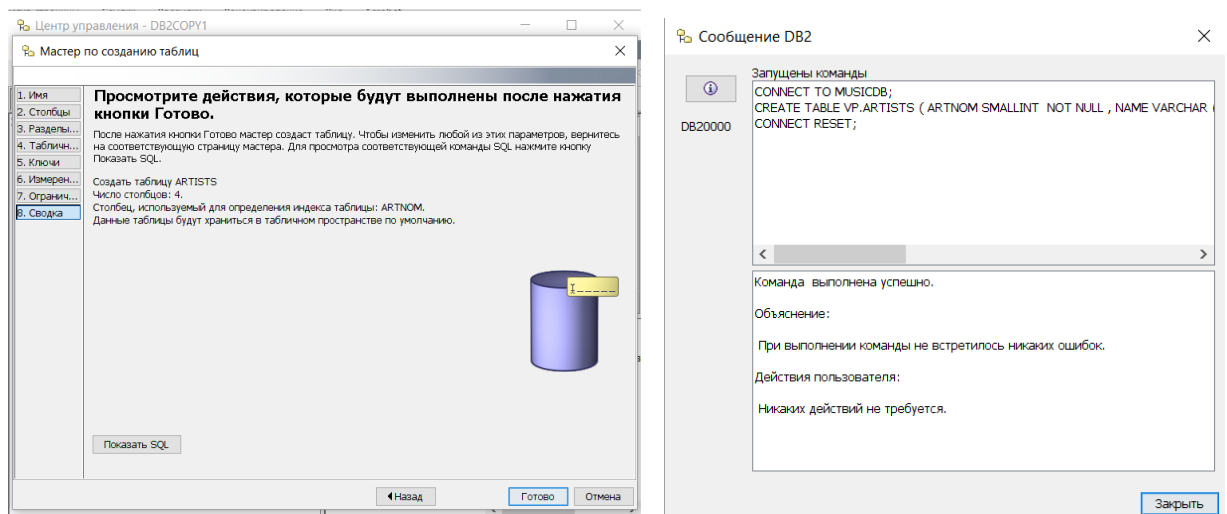 Центр управления - DB2COPY1
Мастер по созданию таблиц
1. Имя
2. Столбцы
3. Разделы...
4. Табличн...
5. Ключи
6. Измерен...
7. Огранич...
8. Сводка
Просмотрите действия, которые будут выполнены после нажатия
кнопки Готово.
После нажатия кнопки Готово мастер создаст таблицу. Чтобы изменить любой из этих параметров, вернитесь
на соответствующую страницу мастера. Для просмотра соответствующей команды SQL нажмите кнопку
Показать SQL.
Создать таблицу ARTISTS
Число столбцов: 4.
Столбец, используемый для определения индекса таблицы: ARTNOM.
Данные таблицы будут храниться в табличном пространстве по умолчанию.
Показать SQL
Назад
Готово
Отмена
Сообщение DB2
DB20000
Запущены команды
CONNECT TO MUSICDB;
CREATE TABLE VP.ARTISTS ( ARTNOM SMALLINT NOT NULL , NAME VARCHAR (
CONNECT RESET;
Команда выполнена успешно.
Объяснение:
При выполнении команды не встретилось никаких ошибок.
Действия пользователя:
Никаких действий не требуется.
Закрыть